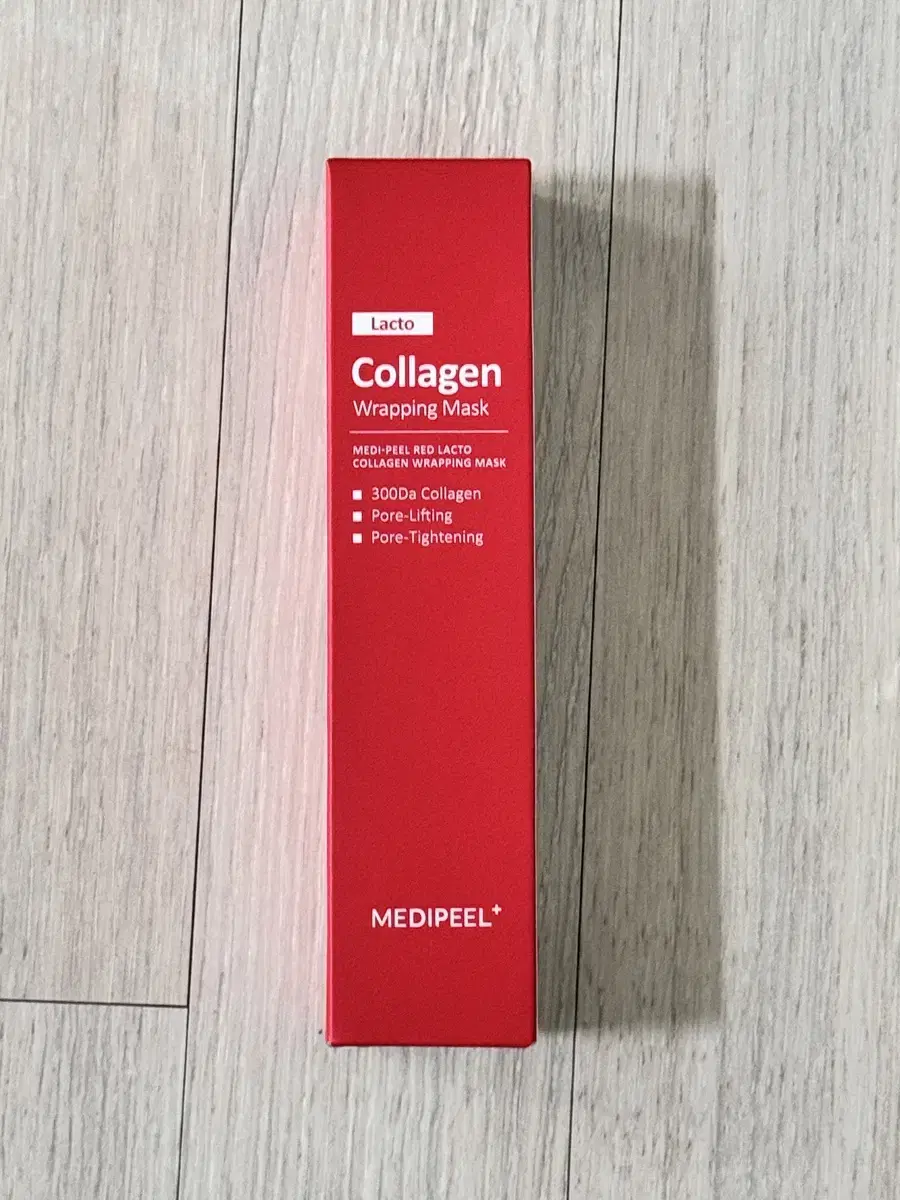 Lacto
Collagen
Wrapping Mask
MEDI-PEEL RED LACTO
COLLAGEN WRAPPING MASK
300Da Collagen
Pore-Lifting
Pore-Tightening
MEDIPEEL+